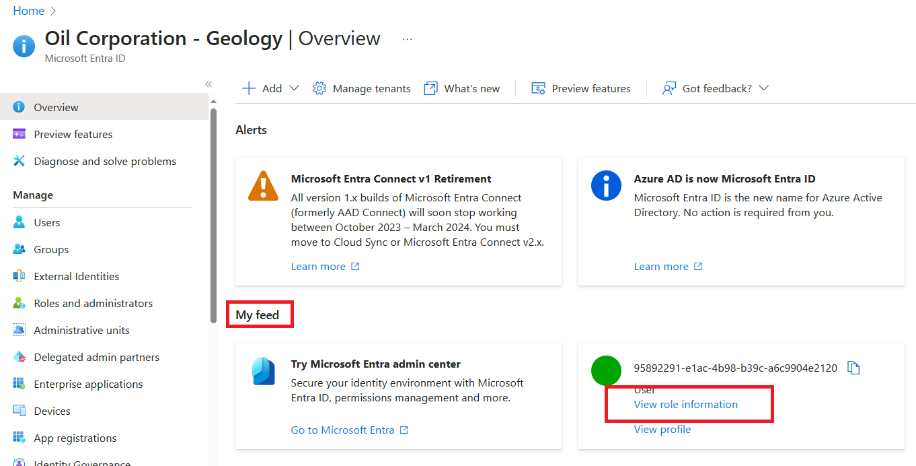 Home >
Oil Corporation - Geology | Overview ...
Microsoft Entra ID
«
Overview
Preview features
Diagnose and solve problems
Manage
Users
Groups
External Identities
Roles and administrators
Administrative units
Delegated admin partners
Enterprise applications
Devices
App registrations
Identity Governance
Add
Manage tenants
What's new
Preview features
Got feedback?
Alerts
Microsoft Entra Connect v1 Retirement
All version 1.x builds of Microsoft Entra Connect
(formerly AAD Connect) will soon stop working
between October 2023 – March 2024. You must
move to Cloud Sync or Microsoft Entra Connect v2.x.
Learn more
Azure AD is now Microsoft Entra ID
Microsoft Entra ID is the new name for Azure Active
Directory. No action is required from you.
Learn more
My feed
Try Microsoft Entra admin center
Secure your identity environment with Microsoft
Entra ID, permissions management and more.
Go to Microsoft Entra
95892291-e1ac-4b98-b39c-a6c9904e2120
User
View role information
View profile